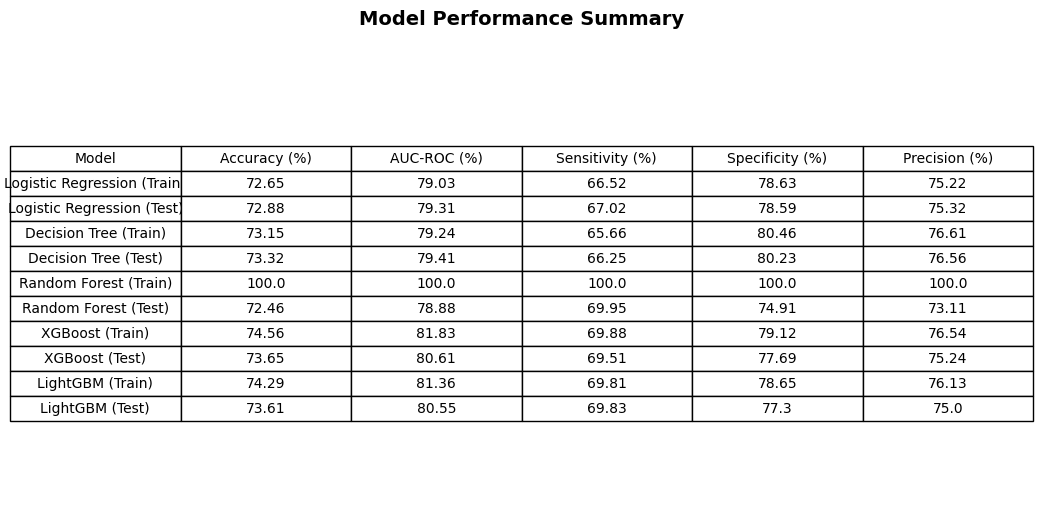 Model Performance Summary
Model Accuracy (%) AUC-ROC (%) Sensitivity (%) Specificity (%) Precision (%)
Logistic Regression (Train 72.65 79.03 66.52 78.63 75.22
Logistic Regression (Test) 72.88 79.31 67.02 78.59 75.32
Decision Tree (Train) 73.15 79.24 65.66 80.46 76.61
Decision Tree (Test) 73.32 79.41 66.25 80.23 76.56
Random Forest (Train) 100.0 100.0 100.0 100.0 100.0
Random Forest (Test) 72.46 78.88 69.95 74.91 73.11
XGBoost (Train) 74.56 81.83 69.88 79.12 76.54
XGBoost (Test) 73.65 80.61 69.51 77.69 75.24
LightGBM (Train) 74.29 81.36 69.81 78.65 76.13
LightGBM (Test) 73.61 80.55 69.83 77.3 75.0